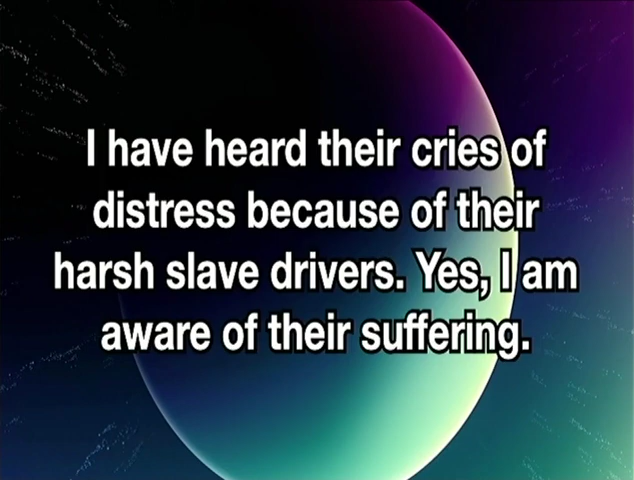 I have heard their cries of
distress because of their
harsh slave drivers. Yes, I am
aware of their suffering.